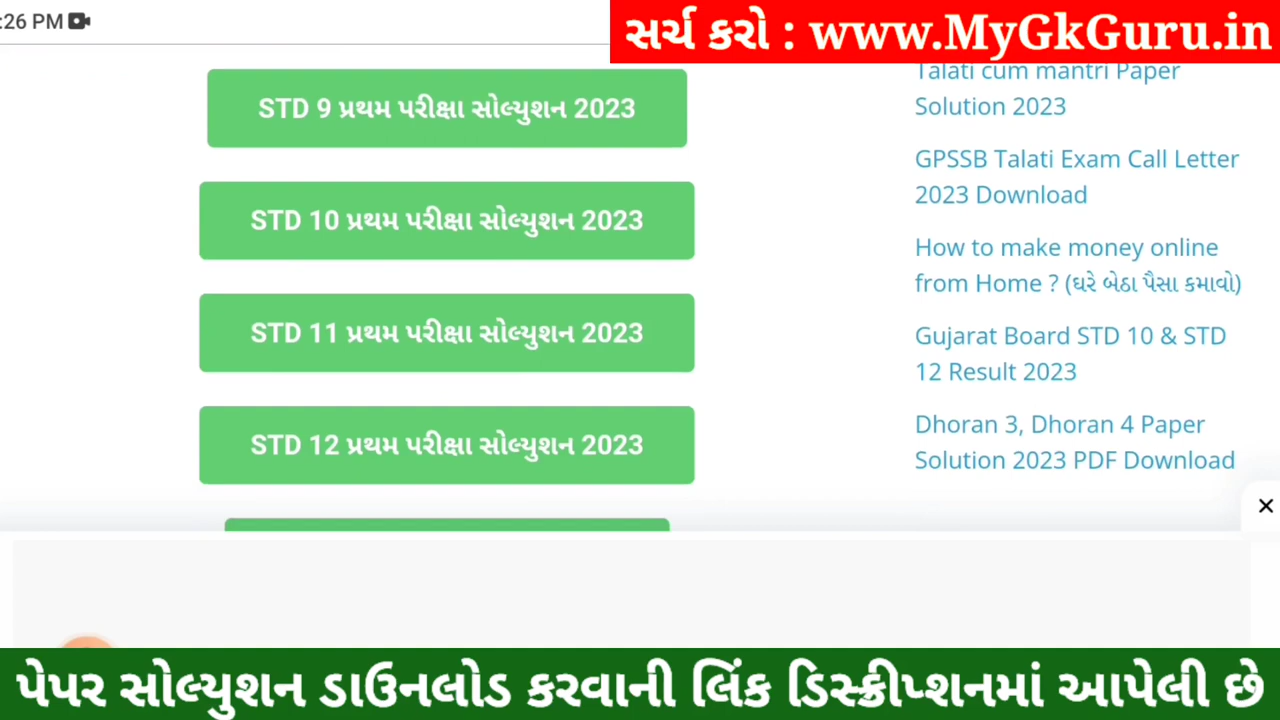 :26 PM
સર્ચ કરો : www.MyGkGuru.in
STD 9 પ્રથમ પરીક્ષા સોલ્યુશન 2023
STD 10 પ્રથમ પરીક્ષા સોલ્યુશન 2023
STD 11 પ્રથમ પરીક્ષા સોલ્યુશન 2023
STD 12 પ્રથમ પરીક્ષા સોલ્યુશન 2023
Talati cum mantri Paper
Solution 2023
GPSSB Talati Exam Call Letter
2023 Download
How to make money online
from Home ? (ઘરે બેઠા પૈસા કમાવો)
Gujarat Board STD 10 & STD
12 Result 2023
Dhoran 3, Dhoran 4 Paper
Solution 2023 PDF Download
પેપર સોલ્યુશન ડાઉનલોડ કરવાની લિંક ડિસ્ક્રીપ્શનમાં આપેલી છે